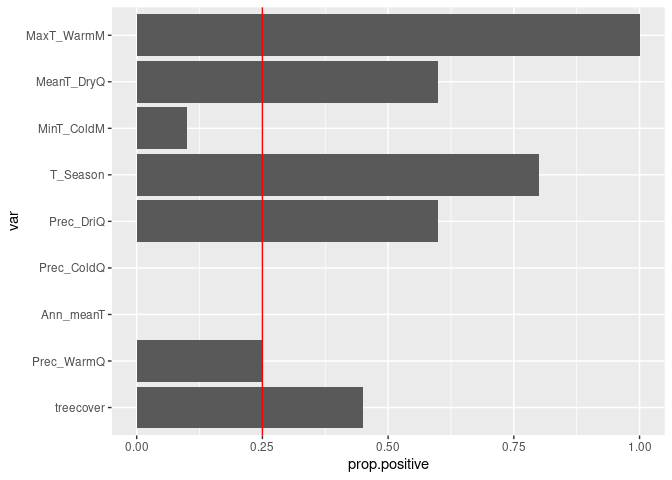 MaxT_WarmM
MeanT_DryQ
MinT_ColdM
T_Season
Prec_DriQ
Prec_ColdQ
Ann_meanT
Prec_WarmQ
treecover
var
0.00 0.25 0.50 0.75 1.00
prop.positive